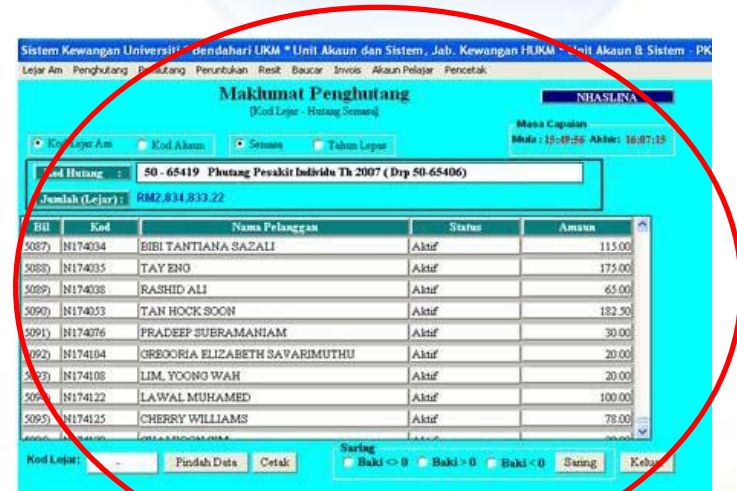 Sistem Kewangan Universiti * Bendahari UKM * Unit Akaun dan Sistem, Jab. Kewangan HUKM * Unit Akaun & Sistem - PK
Lejar Am Penghutang Pemiutang Peruntukan Resit Baucar Invois Akaun Pelajar Pencetak
Maklumat Penghutang
[Kod Lejar - Hutang Semasa]
NHASLINA
Masa Capaian
Mula : 15:49:56 Akhir: 16:07:15
Kod Lejar Am Kod Akaun Semasa Tahun Lepas
Kod Hutang : 50 - 65419 Phutang Pesakit Individu Th 2007 ( Drp 50-65406)
Jumlah (Lejar) : RM2,834,833.22
Bil Kod Nama Pelanggan Status Amaun
5087) N174034 BIBI TANTIANA SAZALI Aktif 115.00
5088) N174035 TAY ENG Aktif 175.00
5089) N174038 RASHID ALI Aktif 65.00
5090) N174053 TAN HOCK SOON Aktif 182.50
5091) N174076 PRADEEP SUBRAMANIAM Aktif 30.00
5092) N174104 GREGORIA ELIZABETH SAVARIMUTHU Aktif 20.00
5093) N174108 LIM, YOONG WAH Aktif 20.00
5094) N174122 LAWAL MUHAMED Aktif 100.00
5095) N174125 CHERRY WILLIAMS Aktif 78.00
Saring
Kod Lejar: - Pindah Data Cetak Baki <> 0 Baki > 0 Baki < 0 Saring Keluar